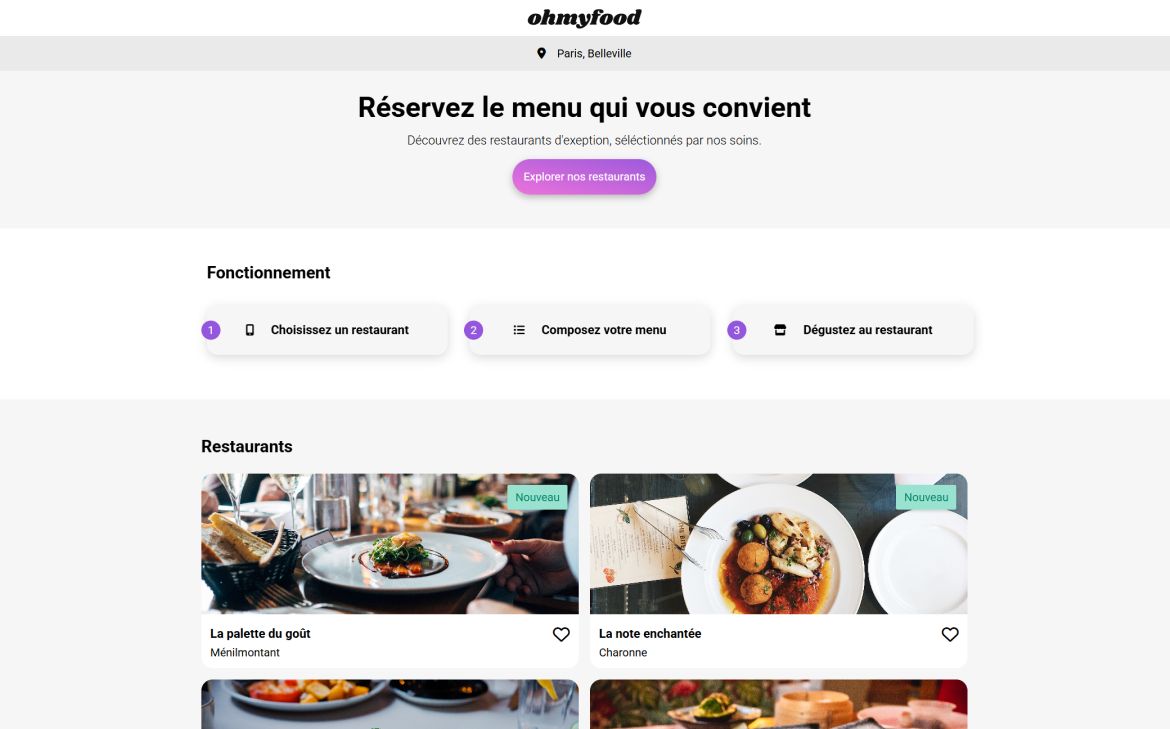 ohmyfood
Paris, Belleville
Réservez le menu qui vous convient
Découvrez des restaurants d'exeption, séléctionnés par nos soins.
Explorer nos restaurants
Fonctionnement
1 Choisissez un restaurant
2 Composez votre menu
3 Dégustez au restaurant
Restaurants
Nouveau
Nouveau
La palette du goût
Ménilmontant
La note enchantée
Charonne